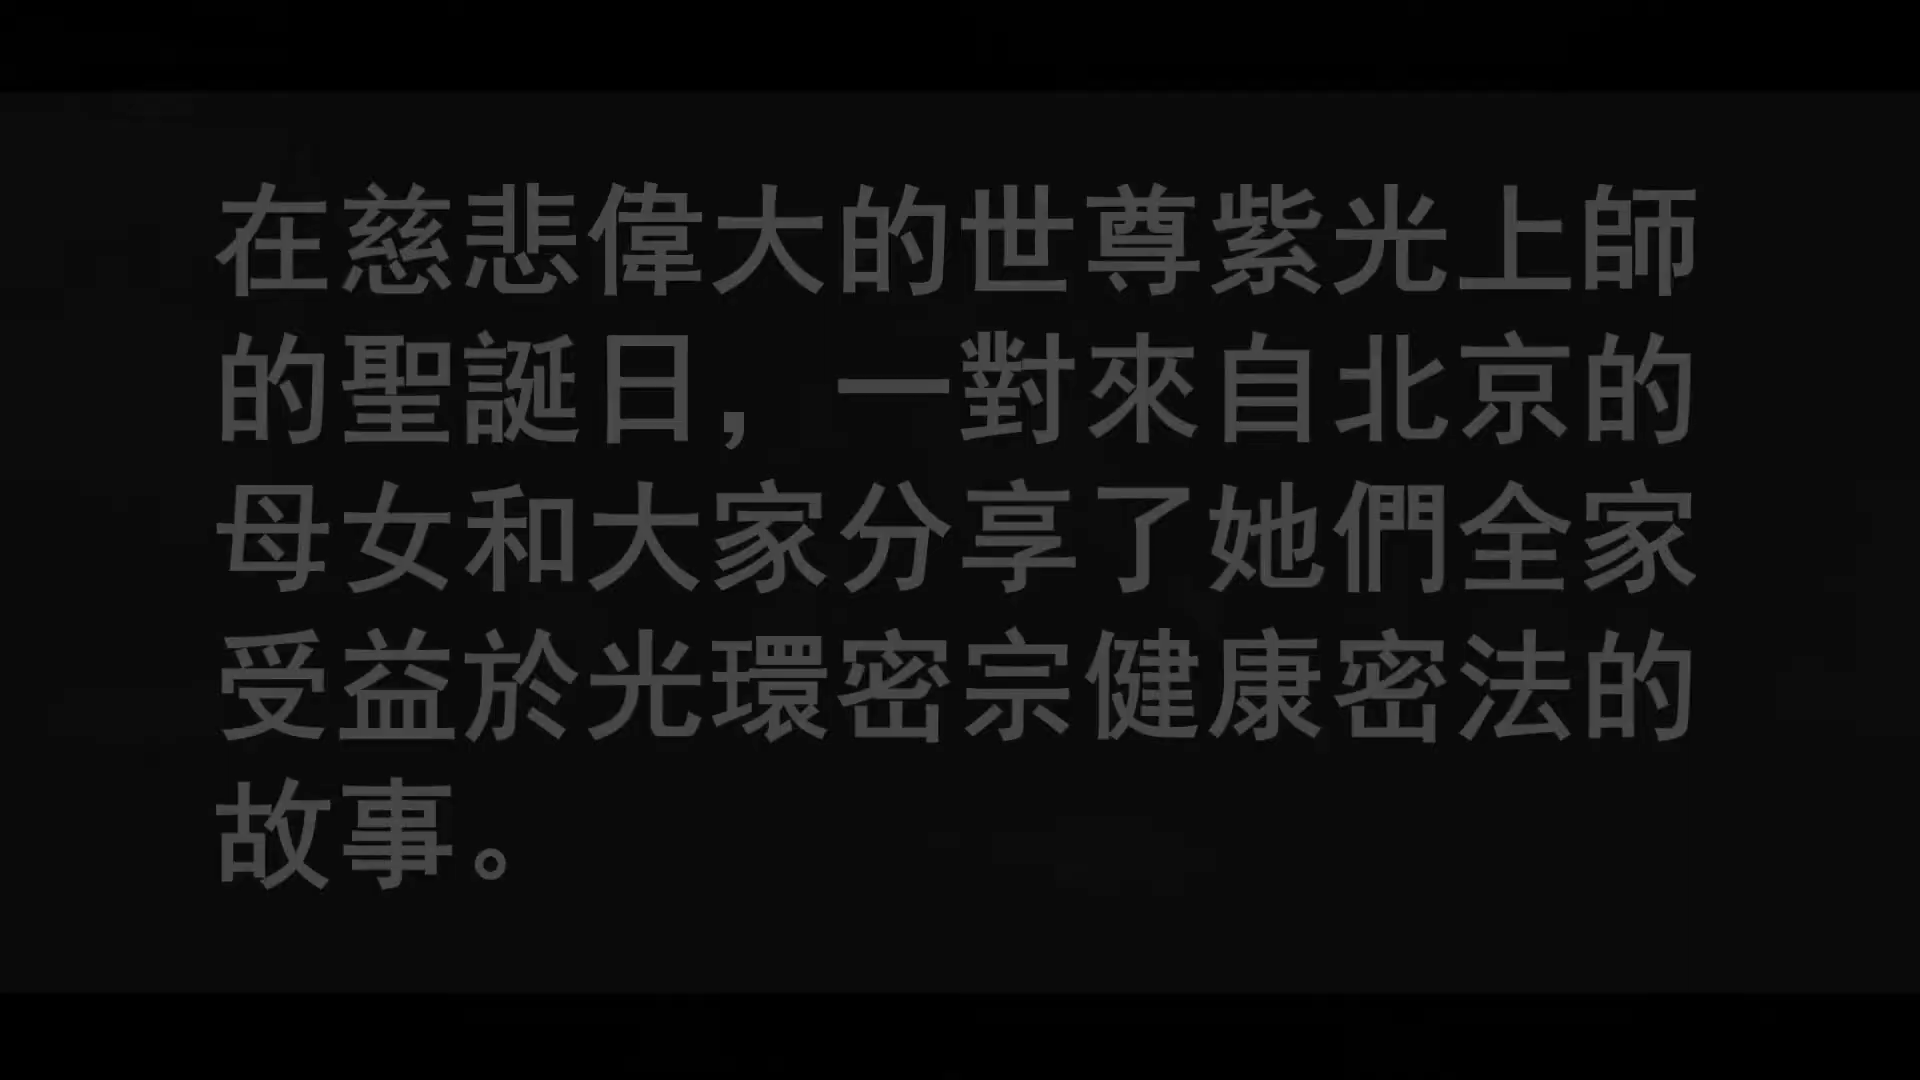 在慈悲偉大的世尊紫光上師
的聖誕日，一對來自北京的
母女和大家分享了她們全家
受益於光環密宗健康密法的
故事。